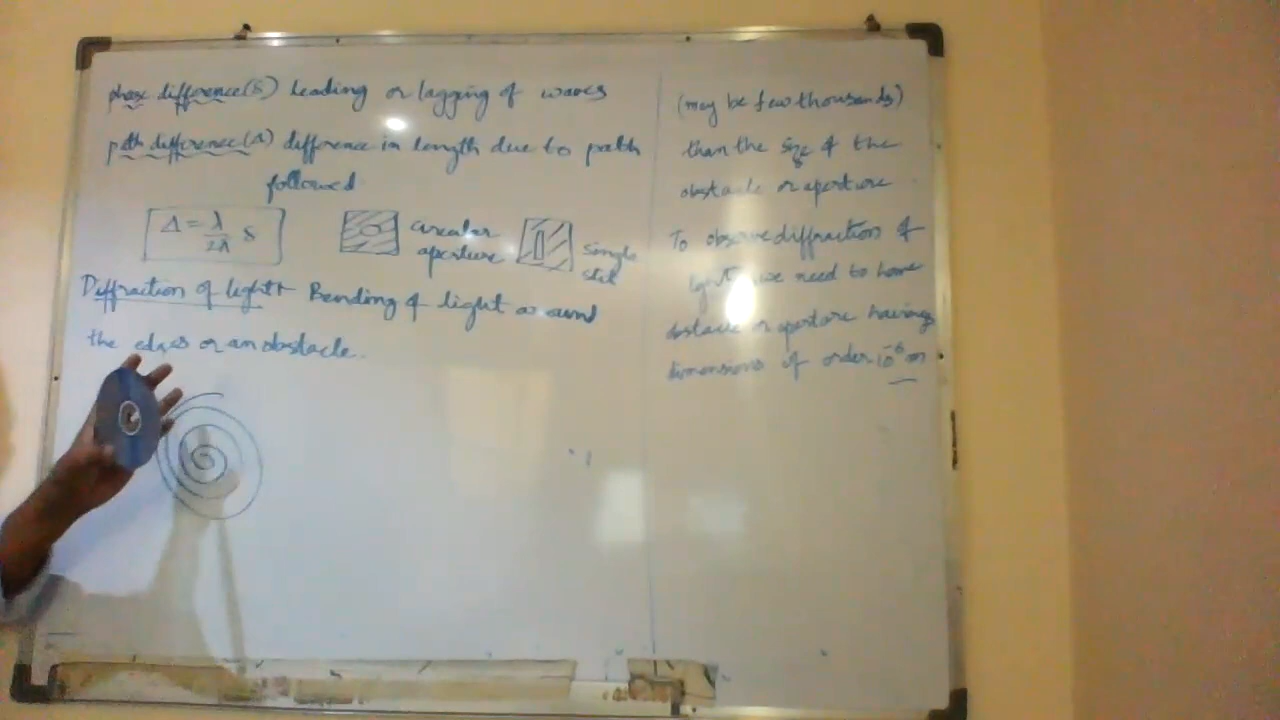 phase difference(δ) Leading or lagging of waves
path difference(Δ) difference in length due to path
followed
Δ = λ/2π δ
circular
aperture
Single
slit
Diffraction of light Bending of light around
the edges or an obstacle.
(may be few thousands)
than the size of the
obstacle or aperture
To observe diffraction of
light we need to have
obstacle or aperture having
dimensions of order 10⁻⁶ m